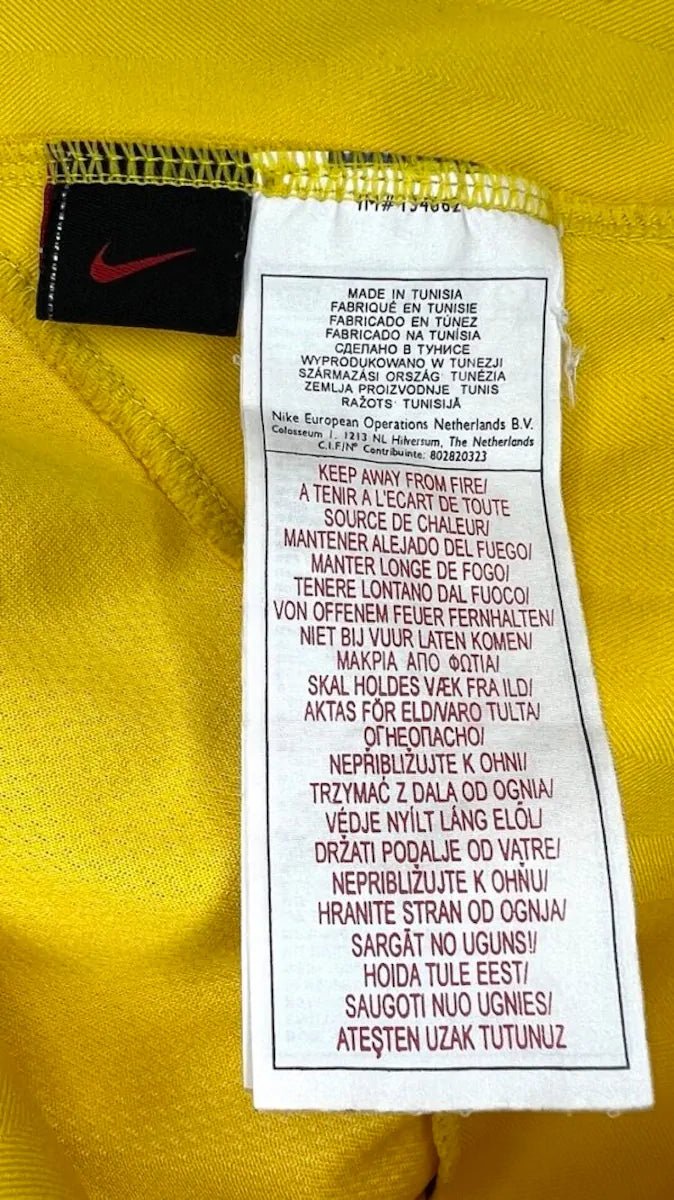 MADE IN TUNISIA
FABRIQUÉ EN TUNISIE
FABRICADO EN TÚNEZ
FABRICADO NA TUNÍSIA
СДЕЛАНО В ТУНИСЕ
WYPRODUKOWANO W TUNEZJI
SZÁRMAZÁSI ORSZÁG TUNÉZIA
ZEMLJA PROIZVODNJE TUNIS
RAŽOTS TUNISIJĀ
Nike European Operations Netherlands B.V.
Colosseum 1, 1213 NL Hilversum, The Netherlands
C.I.F/Nº Contribuinte: 802820323
KEEP AWAY FROM FIRE/
A TENIR A L'ECART DE TOUTE
SOURCE DE CHALEUR/
MANTENER ALEJADO DEL FUEGO/
MANTER LONGE DE FOGO/
TENERE LONTANO DAL FUOCO/
VON OFFENEM FEUER FERNHALTEN/
NIET BIJ VUUR LATEN KOMEN/
ΜΑΚΡΙΑ ΑΠΟ ΦΩΤΙΑ/
SKAL HOLDES VÆK FRA ILD/
AKTAS FÖR ELD/VARO TULTA/
ОГНЕОПАСНО/
NEPŘIBLIŽUJTE K OHNI/
TRZYMAĆ Z DALA OD OGNIA/
VÉDJE NYÍLT LÁNG ELŐL/
DRŽATI PODALJE OD VATRE/
NEPRIBLIŽUJTE K OHŇU/
HRANITE STRAN OD OGNJA/
SARGĀT NO UGUNS!/
HOIDA TULE EEST/
SAUGOTI NUO UGNIES/
ATEŞTEN UZAK TUTUNUZ